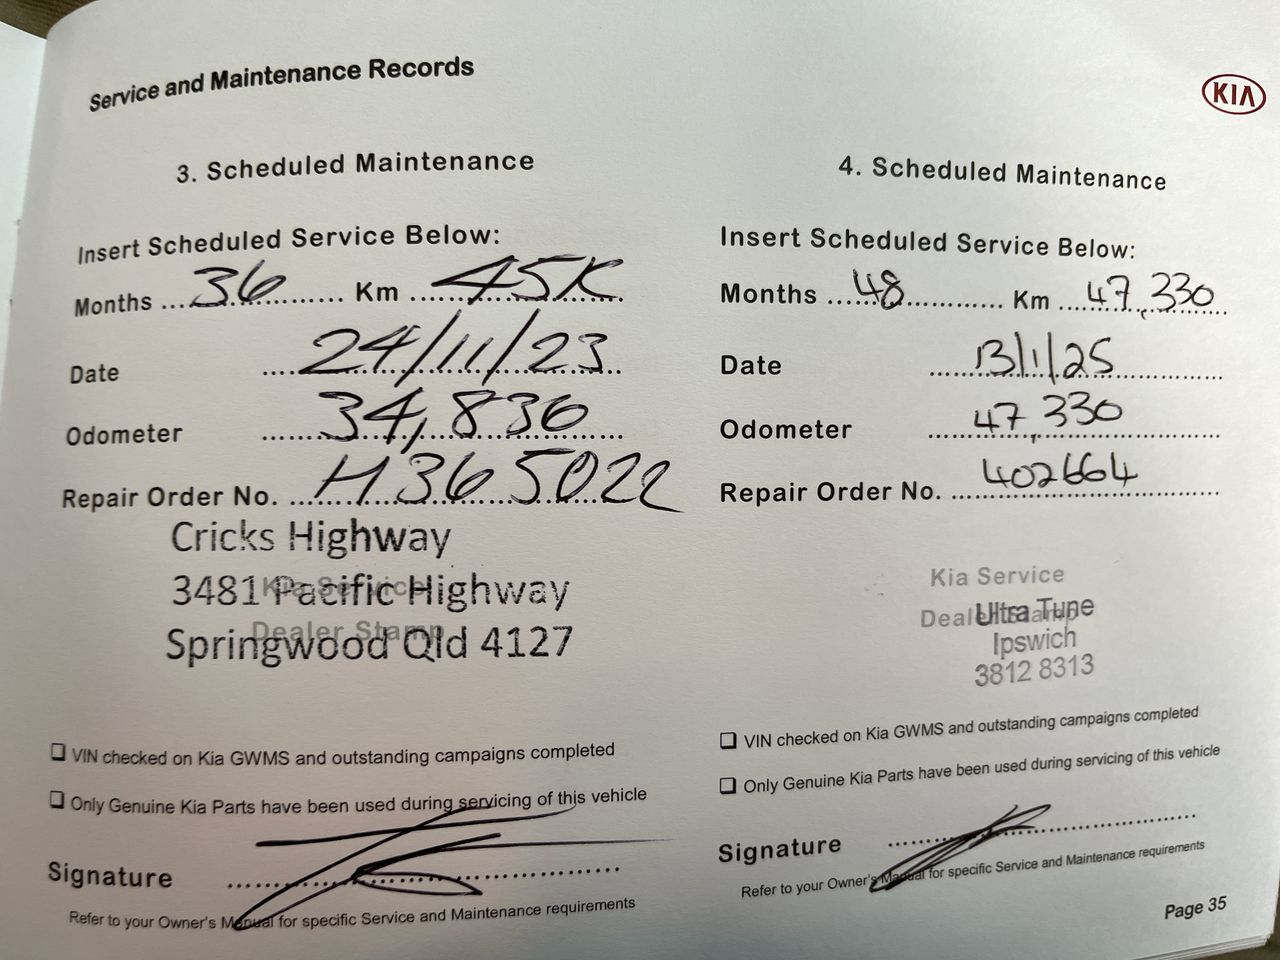 Service and Maintenance Records
KIA
3. Scheduled Maintenance
Insert Scheduled Service Below:
Months ... 36 ............ Km ... 45K
Date .... 24/11/23
Odometer .... 34,836
Repair Order No. ... H365022
Cricks Highway
3481 Pacific Highway
Springwood Qld 4127
Kia Service
Dealer Stamp
❏ VIN checked on Kia GWMS and outstanding campaigns completed
❏ Only Genuine Kia Parts have been used during servicing of this vehicle
Signature ....................
Refer to your Owner's Manual for specific Service and Maintenance requirements
4. Scheduled Maintenance
Insert Scheduled Service Below:
Months ... 48 ............ Km ... 47,330
Date .... 13/1/25
Odometer .... 47,330
Repair Order No. ... 402664
Kia Service
Dealer Stamp
Ultra Tune
Ipswich
3812 8313
❏ VIN checked on Kia GWMS and outstanding campaigns completed
❏ Only Genuine Kia Parts have been used during servicing of this vehicle
Signature ....................
Refer to your Owner's Manual for specific Service and Maintenance requirements
Page 35